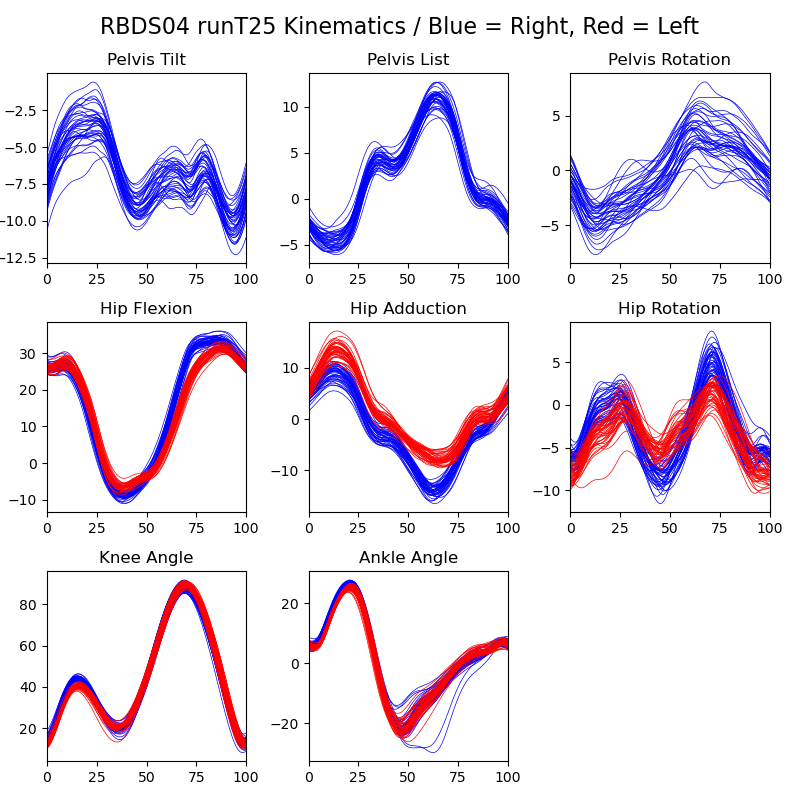 RBDS04 runT25 Kinematics / Blue = Right, Red = Left
Pelvis Tilt
Pelvis List
Pelvis Rotation
−2.5
−5.0
−7.5
−10.0
−12.5
0 25 50 75 100
10
5
0
−5
0 25 50 75 100
5
0
−5
0 25 50 75 100
Hip Flexion
Hip Adduction
Hip Rotation
30
20
10
0
−10
0 25 50 75 100
10
0
−10
0 25 50 75 100
5
0
−5
−10
0 25 50 75 100
Knee Angle
Ankle Angle
80
60
40
20
0 25 50 75 100
20
0
−20
0 25 50 75 100